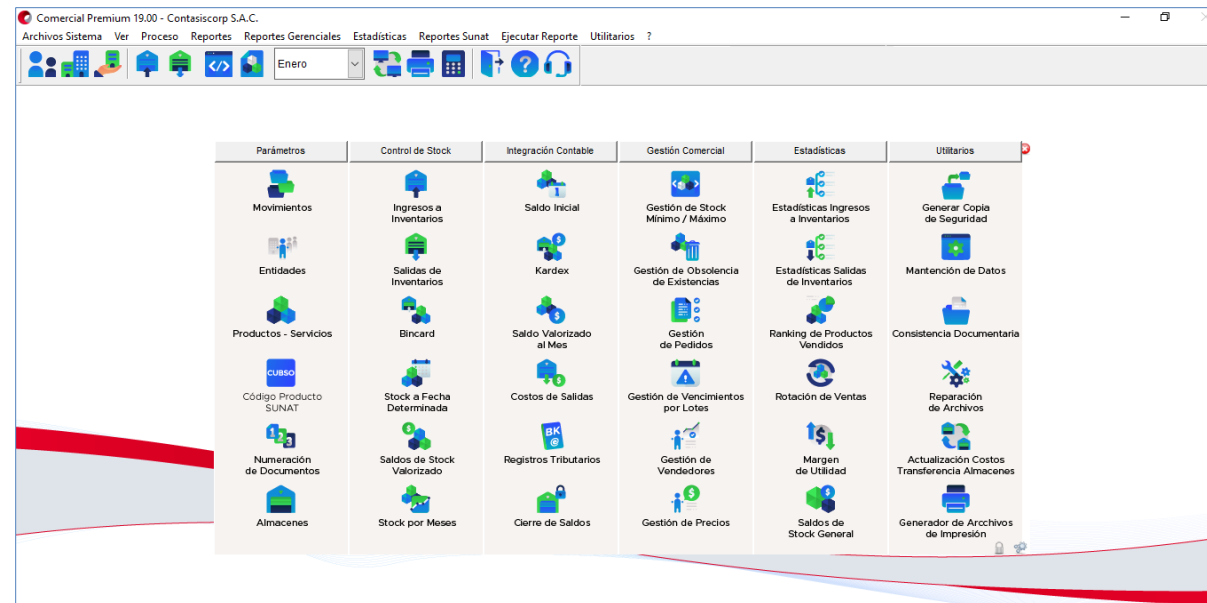 Comercial Premium 19.00 - Contasiscorp S.A.C.
Archivos Sistema Ver Proceso Reportes Reportes Gerenciales Estadísticas Reportes Sunat Ejecutar Reporte Utilitarios ?
Enero
Parámetros Control de Stock Integración Contable Gestión Comercial Estadísticas Utilitarios
Movimientos Ingresos a Saldo Inicial Gestión de Stock Estadísticas Ingresos Generar Copia
Inventarios Mínimo / Máximo a Inventarios de Seguridad
Entidades Salidas de Kardex Gestión de Obsolencia Estadísticas Salidas Mantención de Datos
Inventarios de Existencias de Inventarios
Productos - Servicios Bincard Saldo Valorizado Gestión Ranking de Productos Consistencia Documentaria
al Mes de Pedidos Vendidos
CUBSO
Código Producto Stock a Fecha Costos de Salidas Gestión de Vencimientos Rotación de Ventas Reparación
SUNAT Determinada por Lotes de Archivos
123 BK @
Numeración Saldos de Stock Registros Tributarios Gestión de Margen Actualización Costos
de Documentos Valorizado Vendedores de Utilidad Transferencia Almacenes
Almacenes Stock por Meses Cierre de Saldos Gestión de Precios Saldos de Generador de Arcchivos
Stock General de Impresión